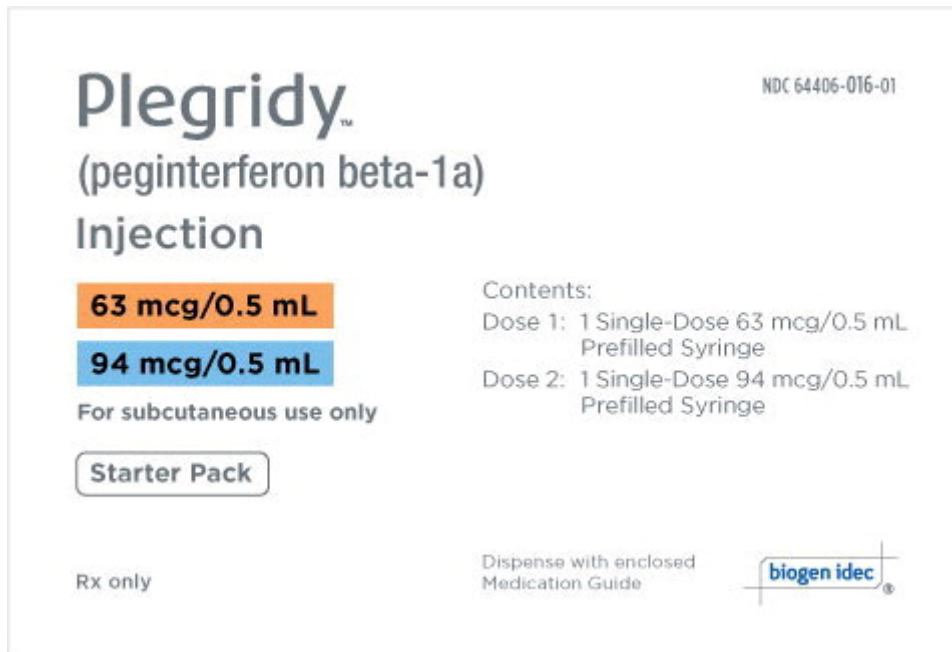 Plegridy™
NDC 64406-016-01
(peginterferon beta-1a)
Injection
63 mcg/0.5 mL
94 mcg/0.5 mL
For subcutaneous use only
Starter Pack
Contents:
Dose 1: 1 Single-Dose 63 mcg/0.5 mL
Prefilled Syringe
Dose 2: 1 Single-Dose 94 mcg/0.5 mL
Prefilled Syringe
Rx only
Dispense with enclosed
Medication Guide
biogen idec®